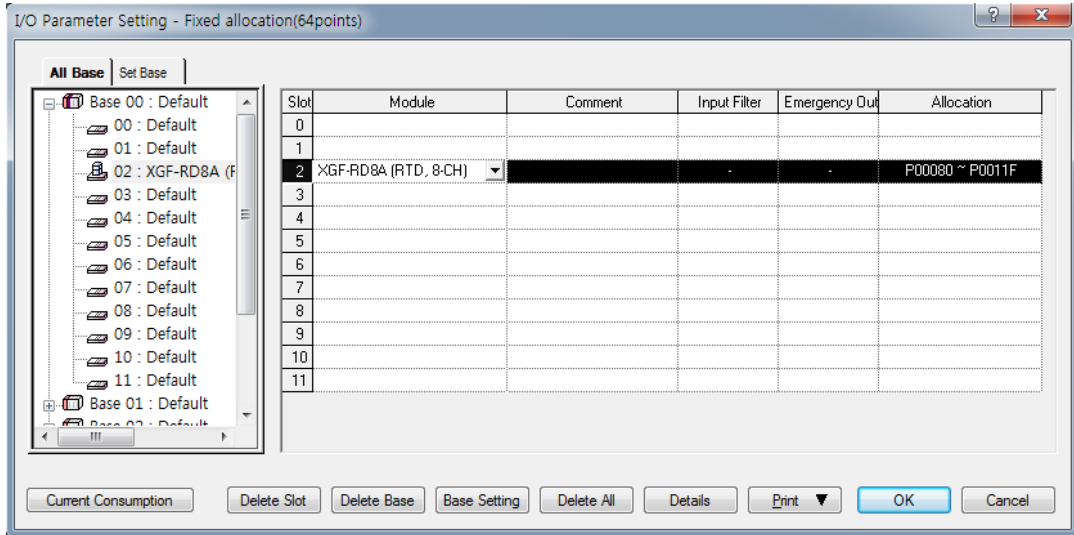 I/O Parameter Setting - Fixed allocation(64points)
All Base Set Base
Base 00 : Default
00 : Default
01 : Default
02 : XGF-RD8A (F
03 : Default
04 : Default
05 : Default
06 : Default
07 : Default
08 : Default
09 : Default
10 : Default
11 : Default
Base 01 : Default
Base 02 : Default
Slot Module Comment Input Filter Emergency Out Allocation
0
1
2 XGF-RD8A (RTD, 8-CH) - - P00080 ~ P0011F
3
4
5
6
7
8
9
10
11
Current Consumption Delete Slot Delete Base Base Setting Delete All Details Print ▼ OK Cancel